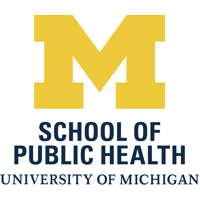 M
SCHOOL OF
PUBLIC HEALTH
UNIVERSITY OF MICHIGAN